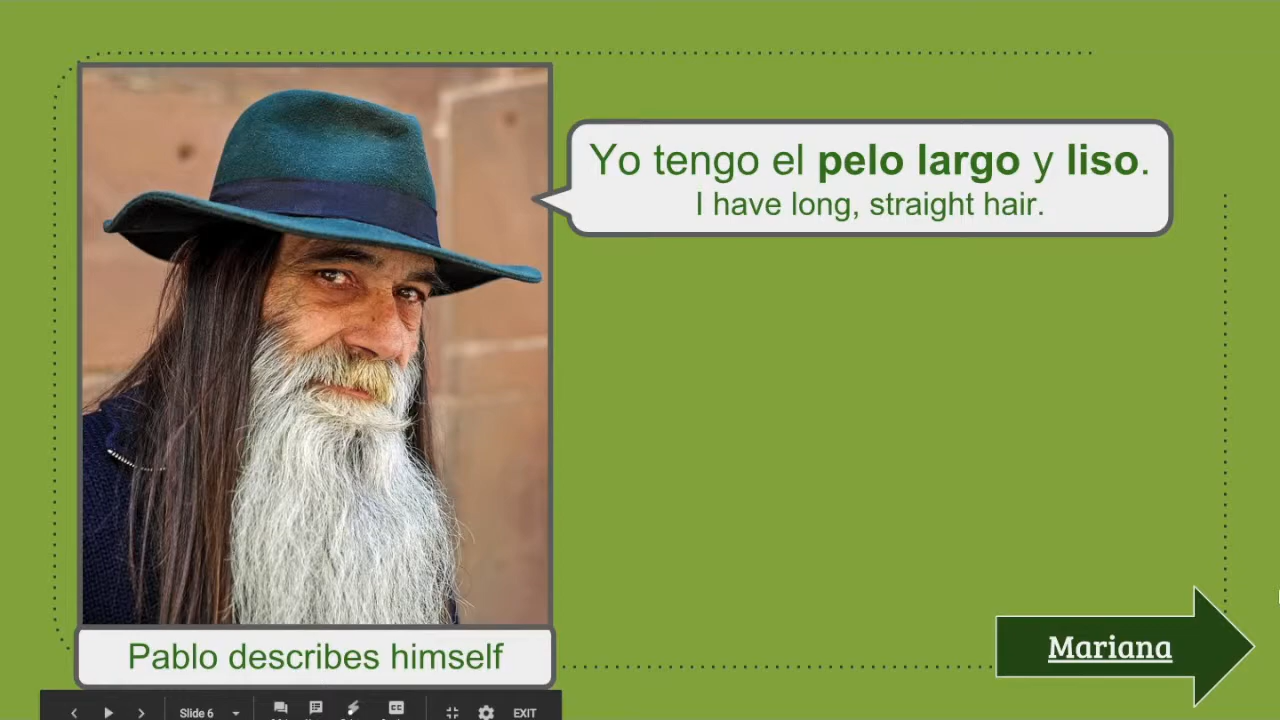 Yo tengo el pelo largo y liso.
I have long, straight hair.
Pablo describes himself
Mariana
Slide 6
EXIT